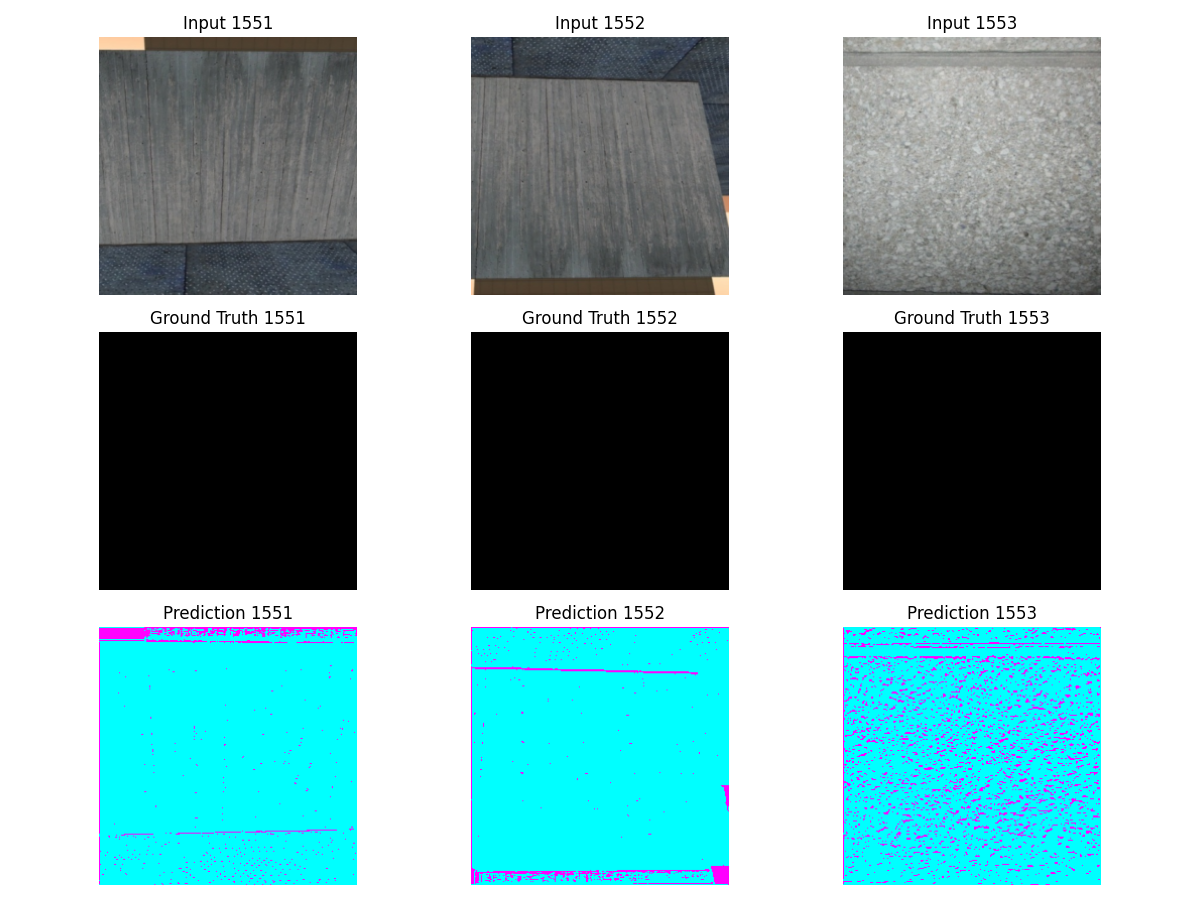 Input 1551
Input 1552
Input 1553
Ground Truth 1551
Ground Truth 1552
Ground Truth 1553
Prediction 1551
Prediction 1552
Prediction 1553